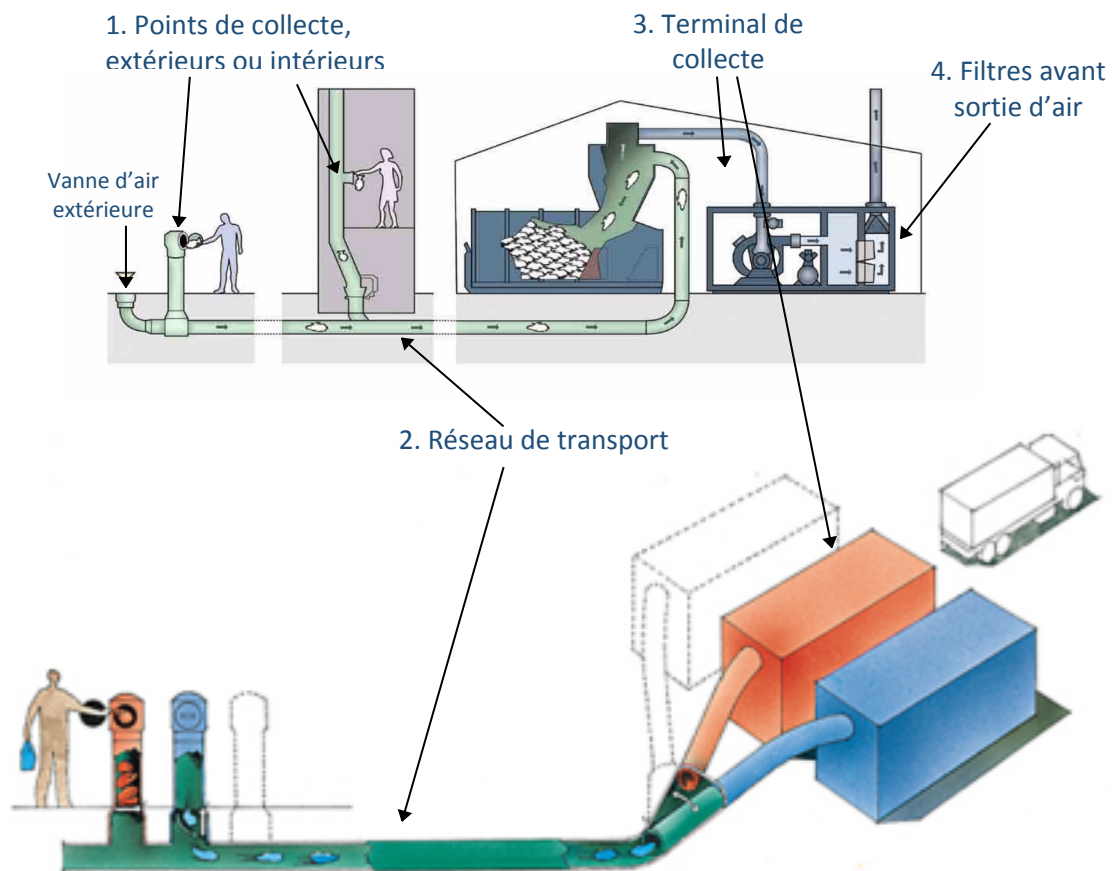 1. Points de collecte,
extérieurs ou intérieurs
3. Terminal de
collecte
4. Filtres avant
sortie d’air
Vanne d’air
extérieure
2. Réseau de transport